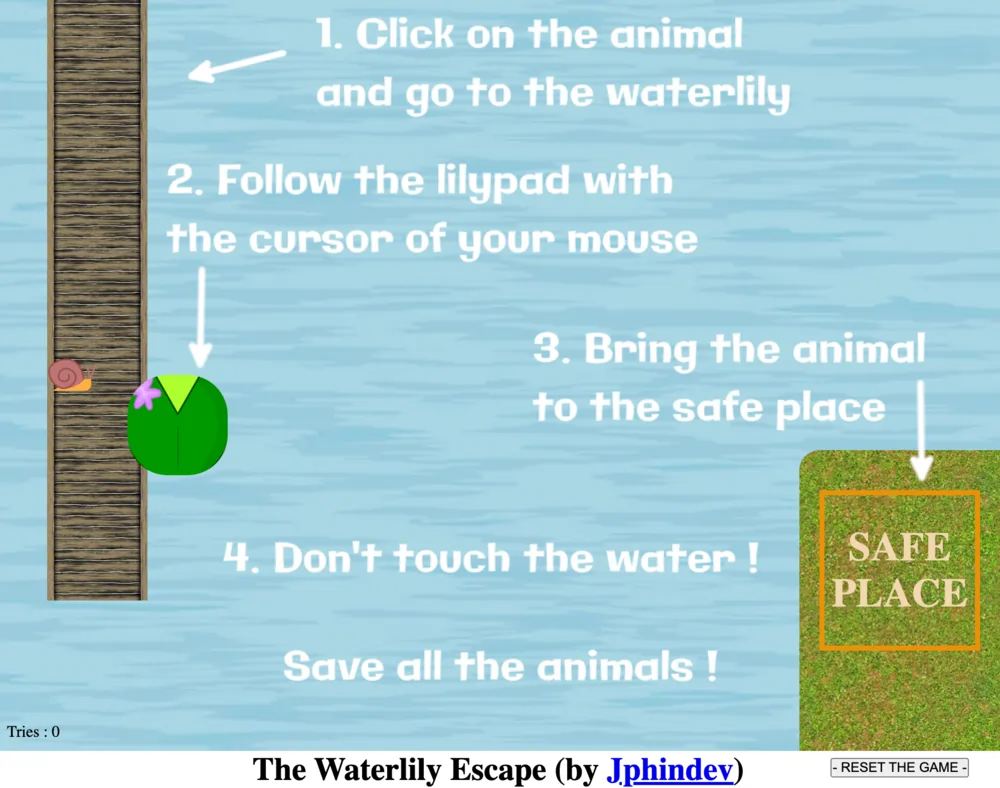 1. Click on the animal
and go to the waterlily
2. Follow the lilypad with
the cursor of your mouse
3. Bring the animal
to the safe place
SAFE
PLACE
4. Don't touch the water !
Save all the animals !
Tries : 0
The Waterlily Escape (by Jphindev)
- RESET THE GAME -